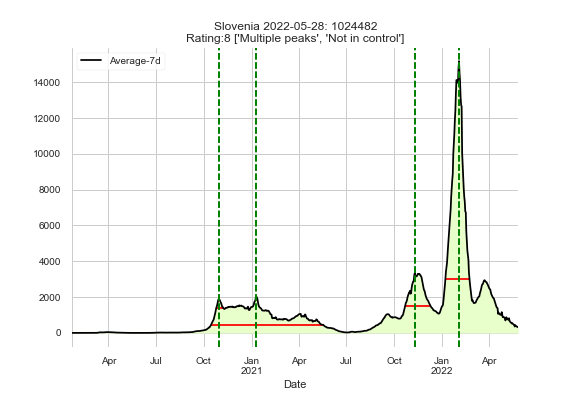 Slovenia 2022-05-28: 1024482
Rating:8 ['Multiple peaks', 'Not in control']
Average-7d
14000
12000
10000
8000
6000
4000
2000
0
Apr Jul Oct Jan Apr Jul Oct Jan Apr
2021 2022
Date